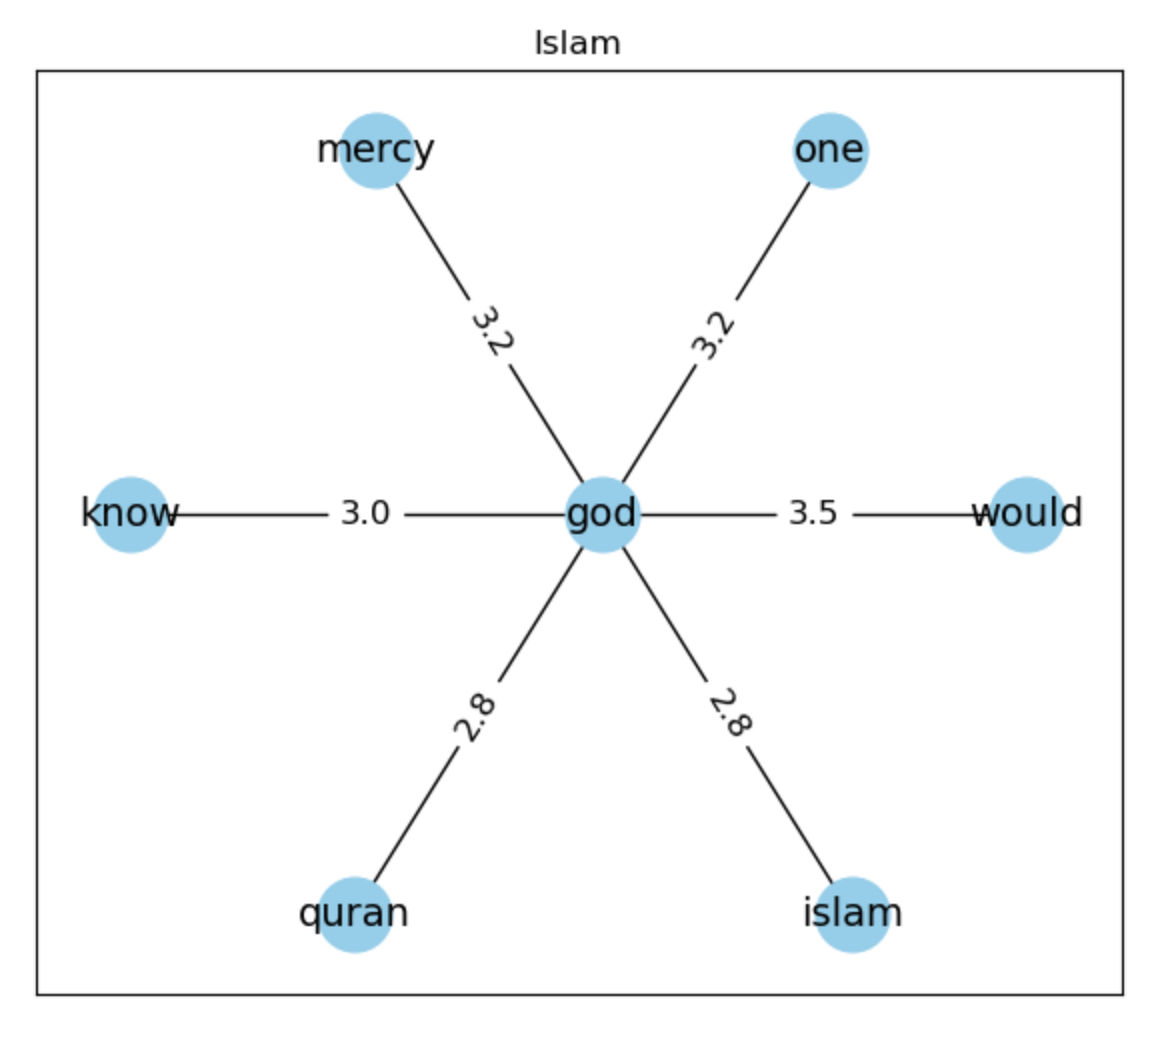 Islam
mercy
one
3.2
3.2
know
3.0
god
3.5
would
2.8
2.8
quran
islam